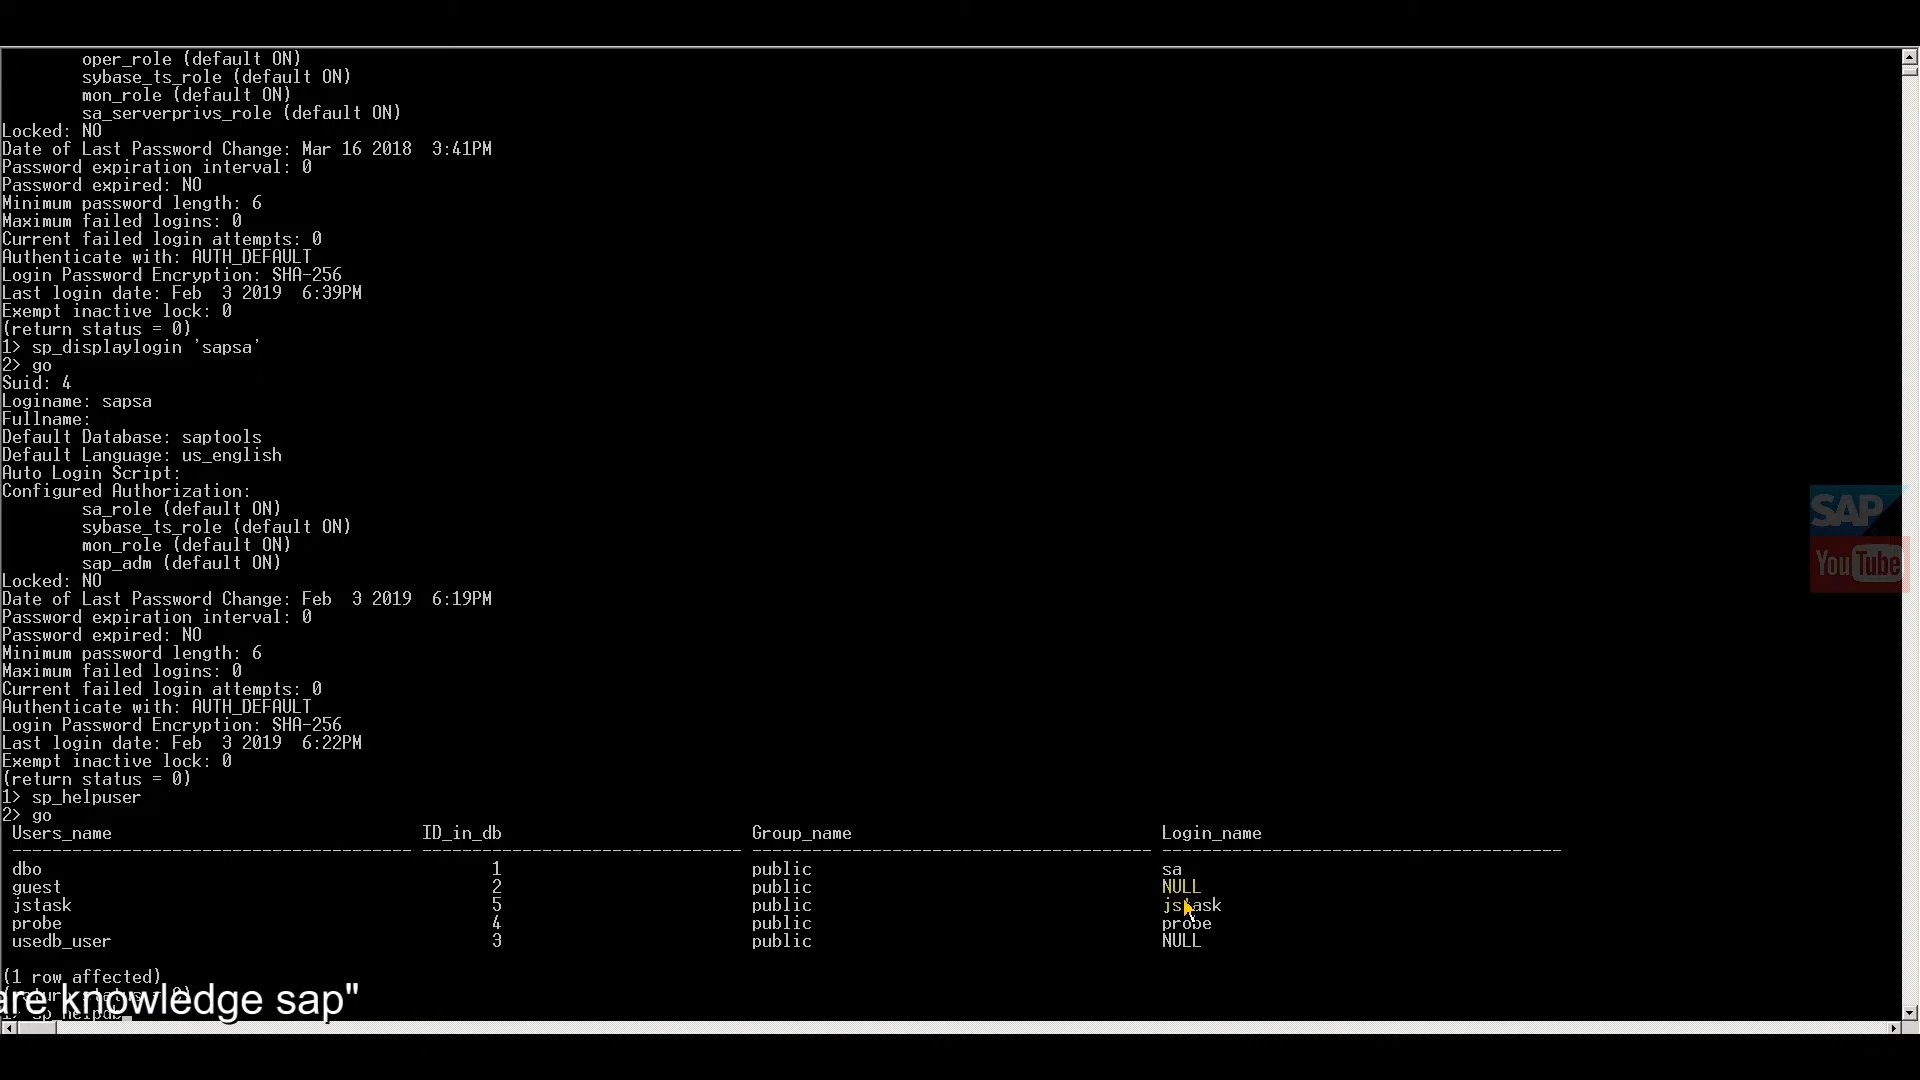 oper_role (default ON)
sybase_ts_role (default ON)
mon_role (default ON)
sa_serverprivs_role (default ON)
Locked: NO
Date of Last Password Change: Mar 16 2018  3:41PM
Password expiration interval: 0
Password expired: NO
Minimum password length: 6
Maximum failed logins: 0
Current failed login attempts: 0
Authenticate with: AUTH_DEFAULT
Login Password Encryption: SHA-256
Last login date: Feb  3 2019  6:39PM
Exempt inactive lock: 0
(return status = 0)
1> sp_displaylogin 'sapsa'
2> go
Suid: 4
Loginame: sapsa
Fullname:
Default Database: saptools
Default Language: us_english
Auto Login Script:
Configured Authorization:
sa_role (default ON)
sybase_ts_role (default ON)
mon_role (default ON)
sap_adm (default ON)
Locked: NO
Date of Last Password Change: Feb  3 2019  6:19PM
Password expiration interval: 0
Password expired: NO
Minimum password length: 6
Maximum failed logins: 0
Current failed login attempts: 0
Authenticate with: AUTH_DEFAULT
Login Password Encryption: SHA-256
Last login date: Feb  3 2019  6:22PM
Exempt inactive lock: 0
(return status = 0)
1> sp_helpuser
2> go
Users_name ID_in_db Group_name Login_name
dbo 1 public sa
guest 2 public NULL
jstask 5 public jstask
probe 4 public probe
usedb_user 3 public NULL
(1 row affected)
(return status = 0)
are knowledge sap"
1> sp_helpdb
SAP
YouTube